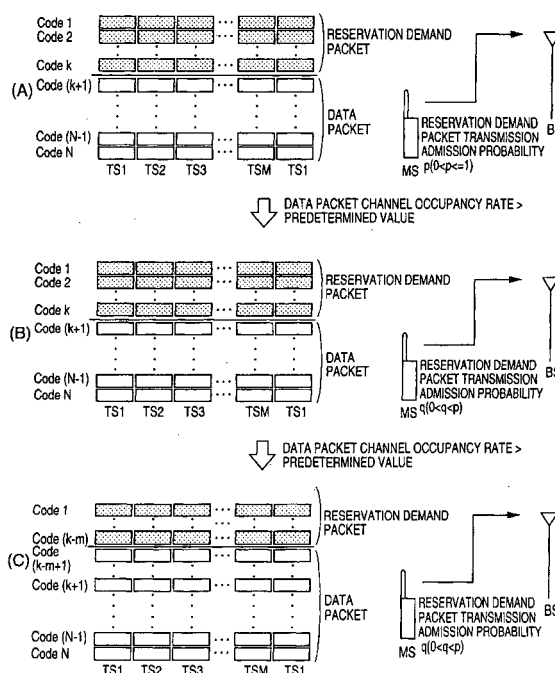 (A)
Code 1
Code 2
Code k
Code (k+1)
Code (N-1)
Code N
TS1 TS2 TS3 TSM TS1
RESERVATION DEMAND
PACKET
DATA
PACKET
RESERVATION DEMAND
PACKET TRANSMISSION
ADMISSION PROBABILITY
MS p(0<p<=1)
BS
DATA PACKET CHANNEL OCCUPANCY RATE>
PREDETERMINED VALUE
(B)
Code 1
Code 2
Code k
Code (k+1)
Code (N-1)
Code N
TS1 TS2 TS3 TSM TS1
RESERVATION DEMAND
PACKET
DATA
PACKET
RESERVATION DEMAND
PACKET TRANSMISSION
ADMISSION PROBABILITY
MS q(0<q<p)
BS
DATA PACKET CHANNEL OCCUPANCY RATE>
PREDETERMINED VALUE
(C)
Code 1
Code (k-m)
Code
(k-m+1)
Code (k+1)
Code (N-1)
Code N
TS1 TS2 TS3 TSM TS1
RESERVATION DEMAND
PACKET
DATA
PACKET
RESERVATION DEMAND
PACKET TRANSMISSION
ADMISSION PROBABILITY
MS q(0<q<p)
BS